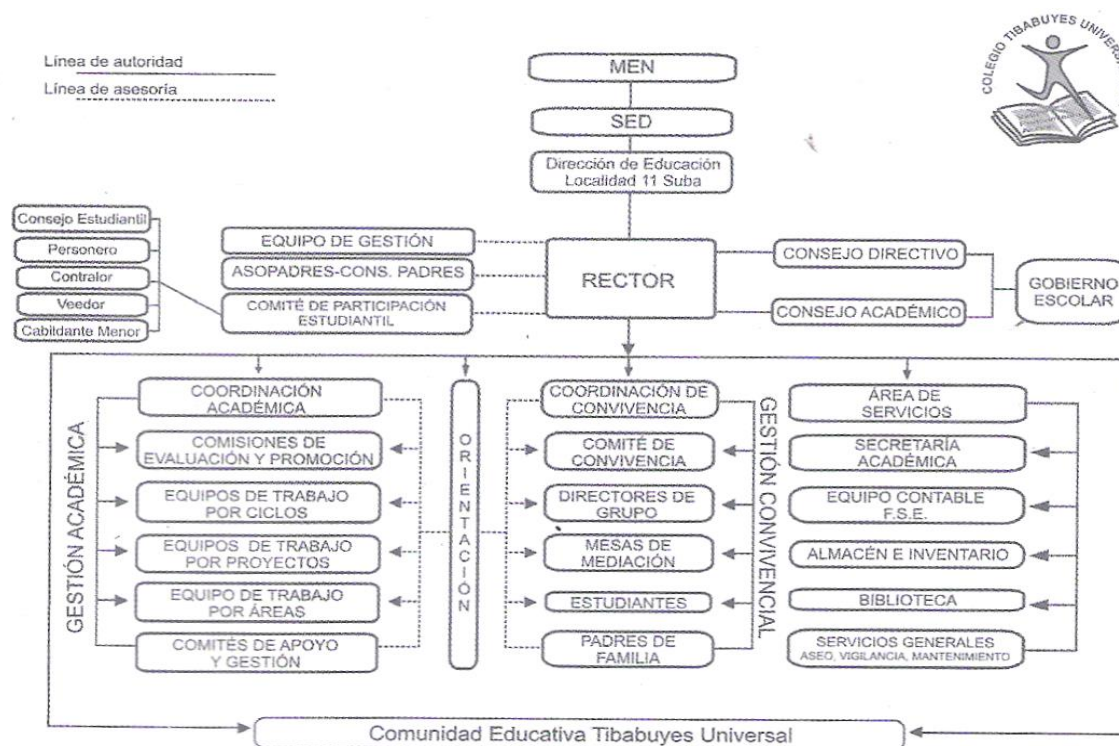 Línea de autoridad
Línea de asesoría
COLEGIO TIBABUYES
MEN
SED
Dirección de Educación
Localidad 11 Suba
Consejo Estudiantil
Personero
Contralor
Veedor
Cabildante Menor
EQUIPO DE GESTIÓN
ASOPADRES-CONS. PADRES
COMITÉ DE PARTICIPACIÓN
ESTUDIANTIL
RECTOR
CONSEJO DIRECTIVO
CONSEJO ACADÉMICO
GOBIERNO
ESCOLAR
GESTIÓN ACADÉMICA
COORDINACIÓN
ACADÉMICA
COMISIONES DE
EVALUACIÓN Y PROMOCIÓN
EQUIPOS DE TRABAJO
POR CICLOS
EQUIPOS DE TRABAJO
POR PROYECTOS
EQUIPO DE TRABAJO
POR ÁREAS
COMITÉS DE APOYO
Y GESTIÓN
ORIENTACIÓN
COORDINACIÓN DE
CONVIVENCIA
COMITÉ DE
CONVIVENCIA
DIRECTORES DE
GRUPO
MESAS DE
MEDIACIÓN
ESTUDIANTES
PADRES DE
FAMILIA
GESTIÓN CONVIVENCIAL
ÁREA DE
SERVICIOS
SECRETARÍA
ACADÉMICA
EQUIPO CONTABLE
F.S.E.
ALMACÉN E INVENTARIO
BIBLIOTECA
SERVICIOS GENERALES
ASEO, VIGILANCIA, MANTENIMIENTO
Comunidad Educativa Tibabuyes Universal